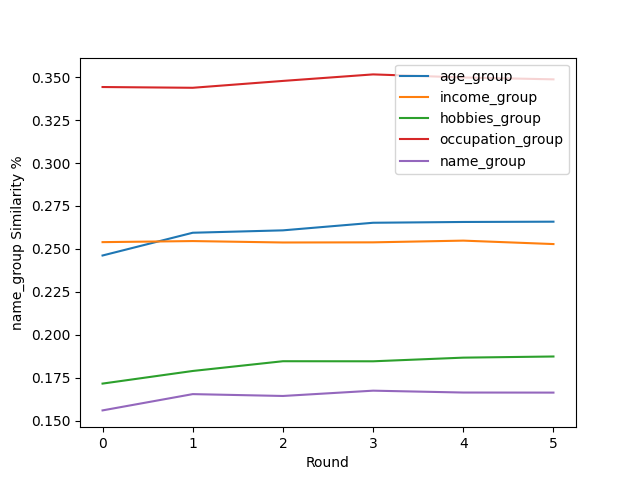 0.350
0.325
0.300
0.275
0.250
0.225
0.200
0.175
0.150
name_group Similarity %
age_group
income_group
hobbies_group
occupation_group
name_group
0 1 2 3 4 5
Round